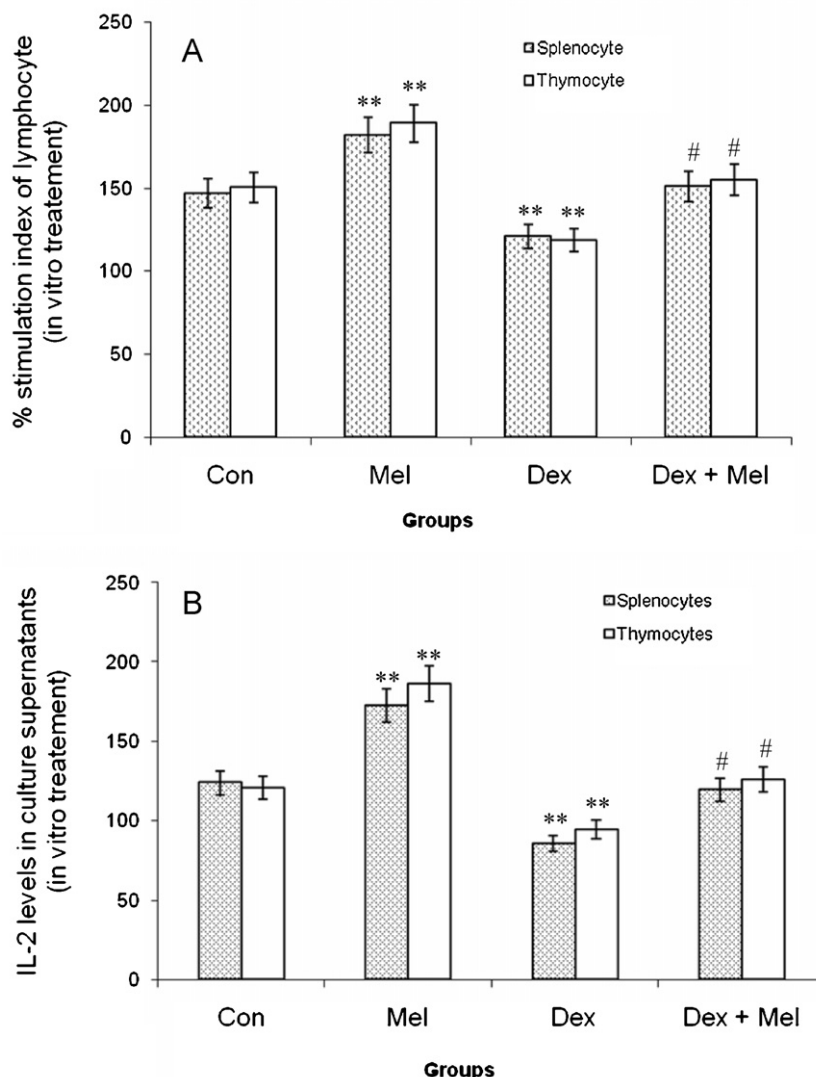 A
Splenocyte
Thymocyte
% stimulation index of lymphocyte
(in vitro treatement)
250
200
150
100
50
0
** **
** **
# #
Con Mel Dex Dex + Mel
Groups
B
Splenocytes
Thymocytes
IL-2 levels in culture supernatants
(in vitro treatement)
250
200
150
100
50
0
** **
** **
# #
Con Mel Dex Dex + Mel
Groups